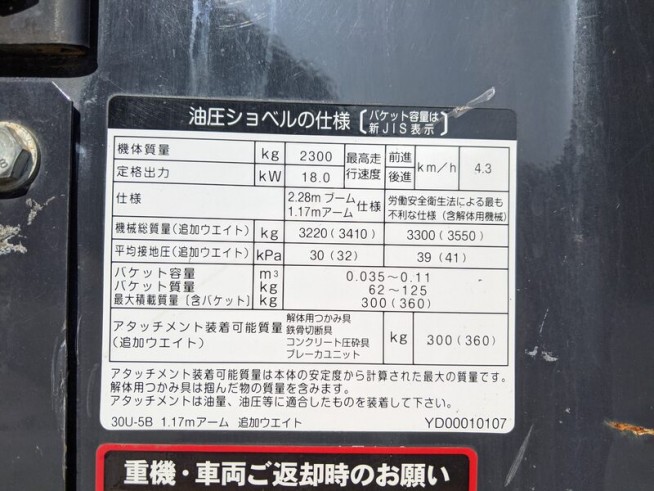 油圧ショベルの仕様〔バケット容量は新JIS表示〕
機体質量 kg 2300 最高走行速度 前進 後進 km/h 4.3
定格出力 kW 18.0
仕様 2.28mブーム 1.17mアーム 仕様 労働安全衛生法による最も不利な仕様（含解体用機械）
機械総質量（追加ウエイト） kg 3220（3410） 3300（3550）
平均接地圧（追加ウエイト） kPa 30（32） 39（41）
バケット容量 m³ 0.035～0.11
バケット質量 kg 62～125
最大積載質量〔含バケット〕 kg 300（360）
アタッチメント装着可能質量（追加ウエイト） 解体用つかみ具 鉄骨切断具 コンクリート圧砕具 ブレーカユニット kg 300（360）
アタッチメント装着可能質量は本体の安定度から計算された最大の質量です。
解体用つかみ具は掴んだ物の質量を含みます。
アタッチメントは油量、油圧等に適合したものを装着して下さい。
30U-5B 1.17mアーム 追加ウエイト YD00010107
重機・車両ご返却時のお願い